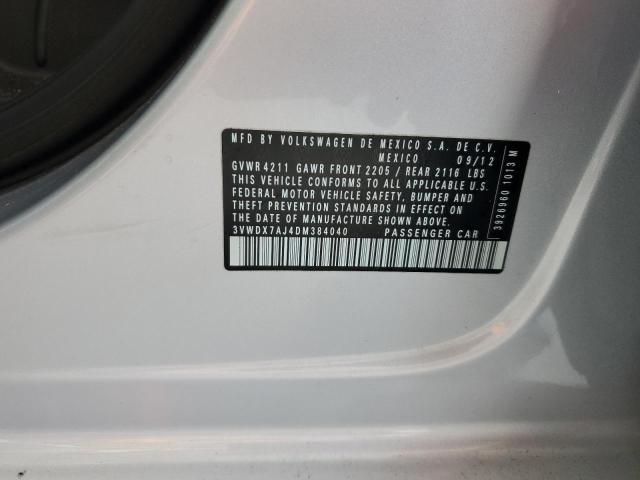 MFD BY VOLKSWAGEN DE MEXICO S.A. DE C.V.
MEXICO 09/12
GVWR 4211 GAWR FRONT 2205 / REAR 2116 LBS
THIS VEHICLE CONFORMS TO ALL APPLICABLE U.S.
FEDERAL MOTOR VEHICLE SAFETY, BUMPER AND
THEFT PREVENTION STANDARDS IN EFFECT ON
THE DATE OF MANUFACTURE SHOWN ABOVE.
3VWDX7AJ4DM384040 PASSENGER CAR
3926960 1013 M